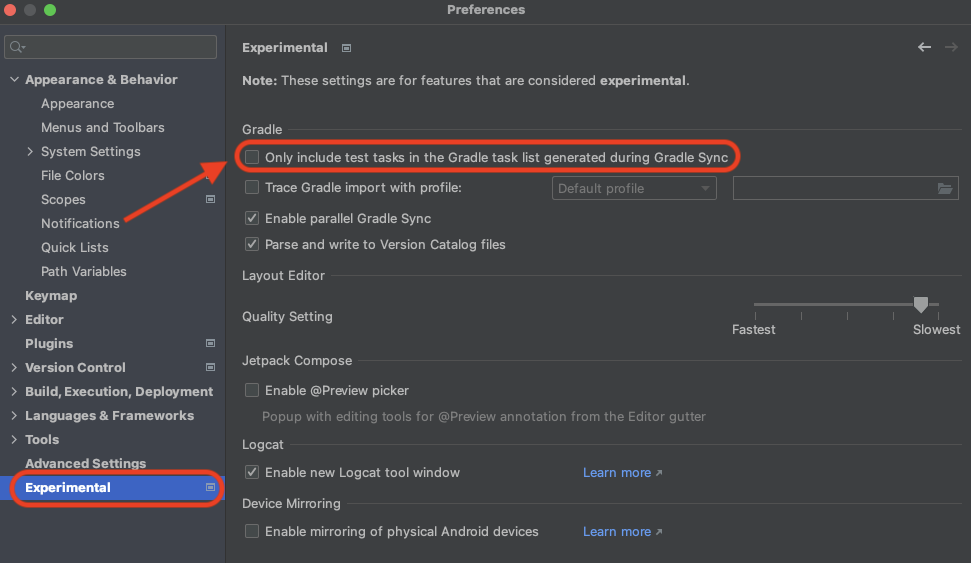 Preferences
Appearance & Behavior
Appearance
Menus and Toolbars
System Settings
File Colors
Scopes
Notifications
Quick Lists
Path Variables
Keymap
Editor
Plugins
Version Control
Build, Execution, Deployment
Languages & Frameworks
Tools
Advanced Settings
Experimental
Experimental
Note: These settings are for features that are considered experimental.
Gradle
Only include test tasks in the Gradle task list generated during Gradle Sync
Trace Gradle import with profile: Default profile
Enable parallel Gradle Sync
Parse and write to Version Catalog files
Layout Editor
Quality Setting
Fastest Slowest
Jetpack Compose
Enable @Preview picker
Popup with editing tools for @Preview annotation from the Editor gutter
Logcat
Enable new Logcat tool window Learn more ↗
Device Mirroring
Enable mirroring of physical Android devices Learn more ↗